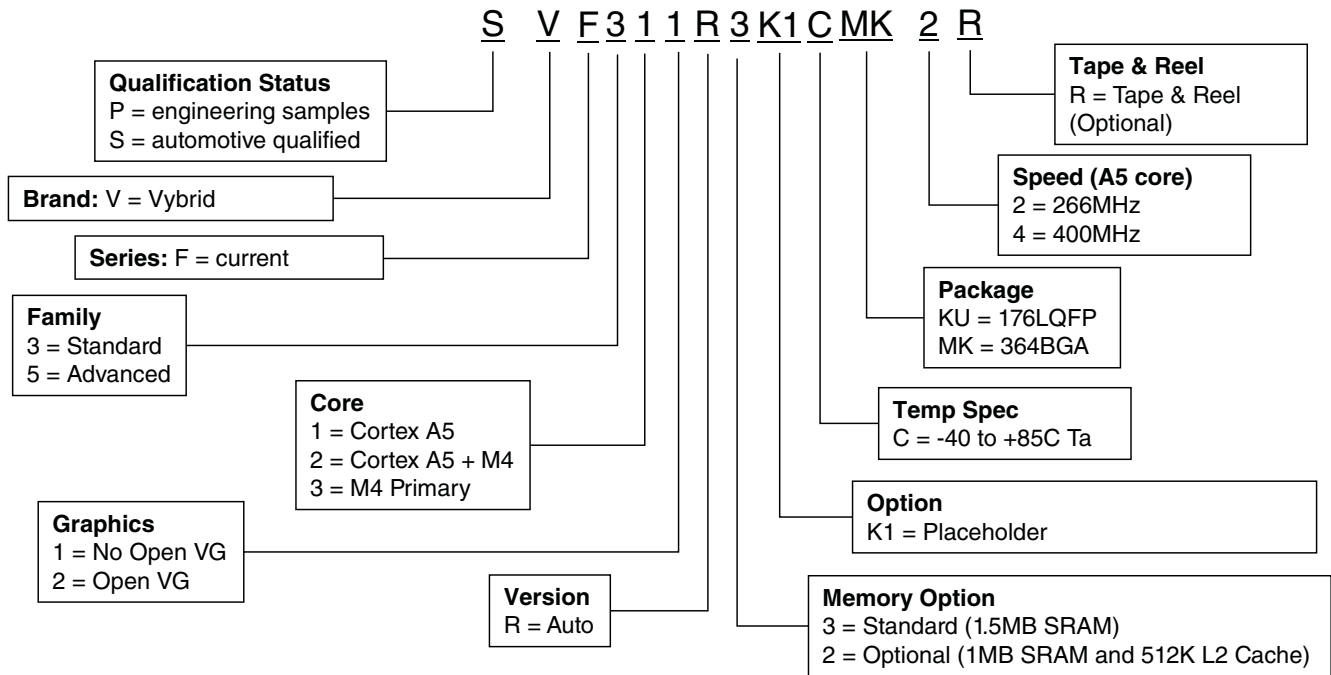 S V F 3 1 1 R 3 K1 C MK 2 R
Qualification Status
P = engineering samples
S = automotive qualified
Tape & Reel
R = Tape & Reel
(Optional)
Brand: V = Vybrid
Speed (A5 core)
2 = 266MHz
4 = 400MHz
Series: F = current
Package
KU = 176LQFP
MK = 364BGA
Family
3 = Standard
5 = Advanced
Core
1 = Cortex A5
2 = Cortex A5 + M4
3 = M4 Primary
Temp Spec
C = -40 to +85C Ta
Option
K1 = Placeholder
Graphics
1 = No Open VG
2 = Open VG
Version
R = Auto
Memory Option
3 = Standard (1.5MB SRAM)
2 = Optional (1MB SRAM and 512K L2 Cache)